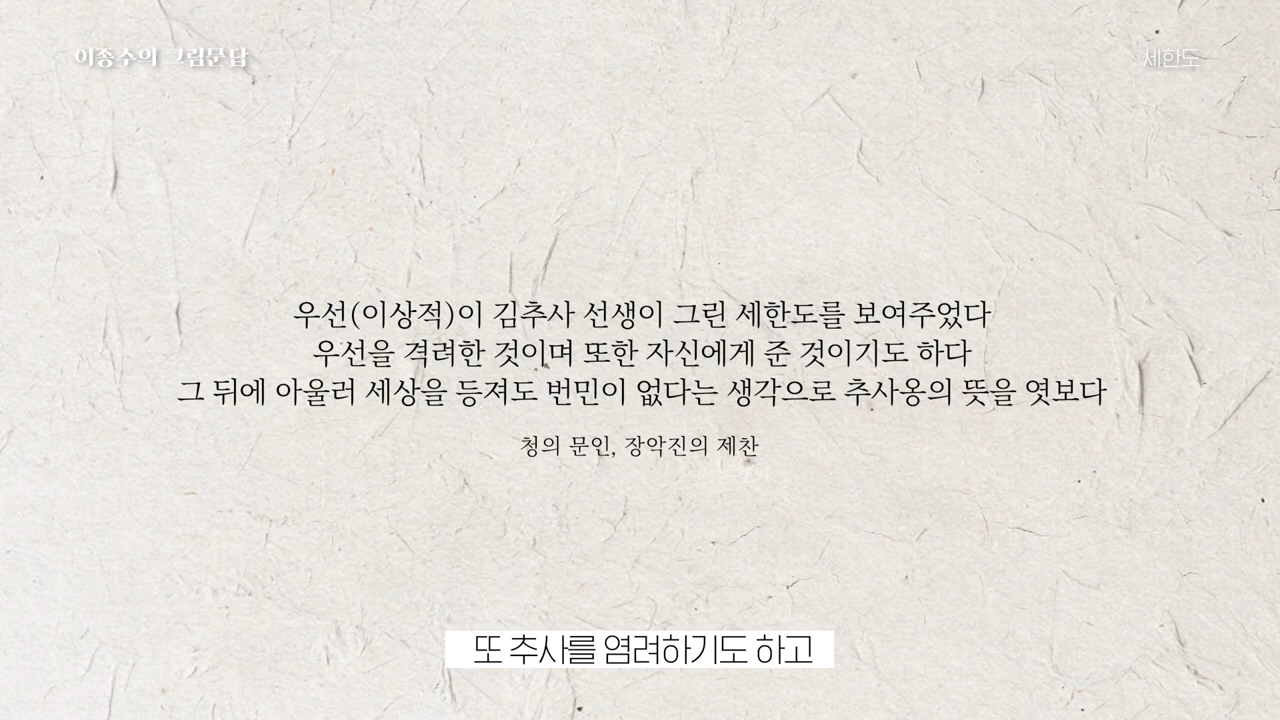 이종수의 그림문답
세한도
우선(이상적)이 김추사 선생이 그린 세한도를 보여주었다
우선을 격려한 것이며 또한 자신에게 준 것이기도 하다
그 뒤에 아울러 세상을 등져도 번민이 없다는 생각으로 추사옹의 뜻을 엿보다
청의 문인, 장악진의 제찬
또 추사를 염려하기도 하고